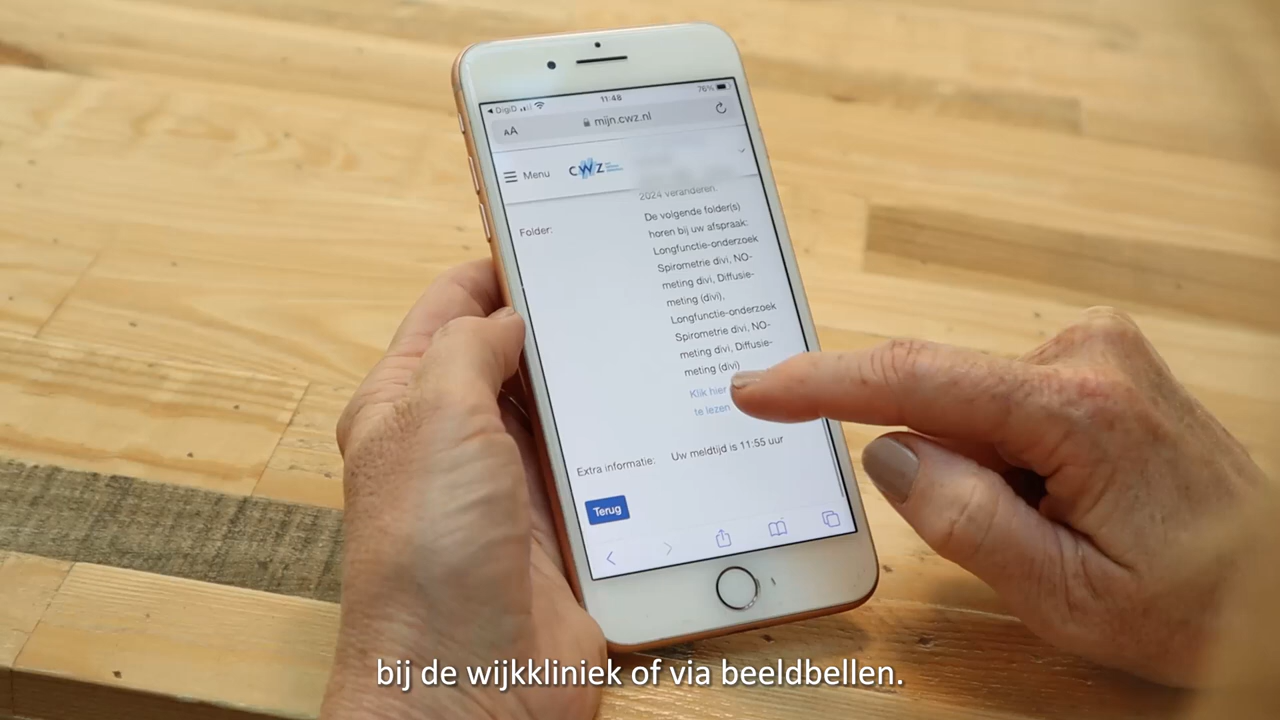 DigiD
11:48
76%
AA
mijn.cwz.nl
Menu
CWZ
2024 veranderen.
Folder:
De volgende folder(s)
horen bij uw afspraak:
Longfunctie-onderzoek
Spirometrie divi, NO-
meting divi, Diffusie-
meting (divi),
Longfunctie-onderzoek
Spirometrie divi, NO-
meting divi, Diffusie-
meting (divi)
Klik hier
te lezen
Extra informatie:
Uw meldtijd is 11:55 uur
Terug
bij de wijkkliniek of via beeldbellen.